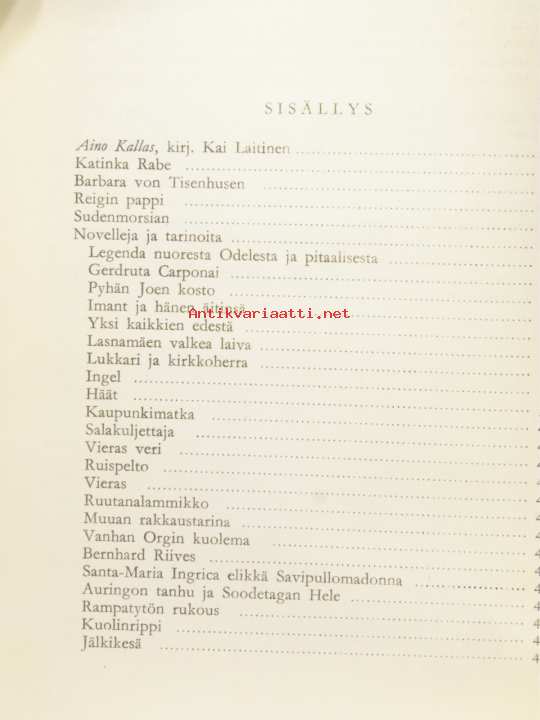 SISÄLLYS
Aino Kallas, kirj. Kai Laitinen
Katinka Rabe
Barbara von Tisenhusen
Reigin pappi
Sudenmorsian
Novelleja ja tarinoita
Legenda nuoresta Odelesta ja pitaalisesta
Gerdruta Carponai
Pyhän Joen kosto
Imant ja hänen äitinsä
Antikvariaatti.net
Yksi kaikkien edestä
Lasnamäen valkea laiva
Lukkari ja kirkkoherra
Ingel
Häät
Kaupunkimatka
Salakuljettaja
Vieras veri
Ruispelto
Vieras
Ruutanalammikko
Muuan rakkaustarina
Vanhan Orgin kuolema
Bernhard Riives
Santa-Maria Ingrica elikkä Savipullomadonna
Auringon tanhu ja Soodetagan Hele
Rampatytön rukous
Kuolinrippi
Jälkikesä